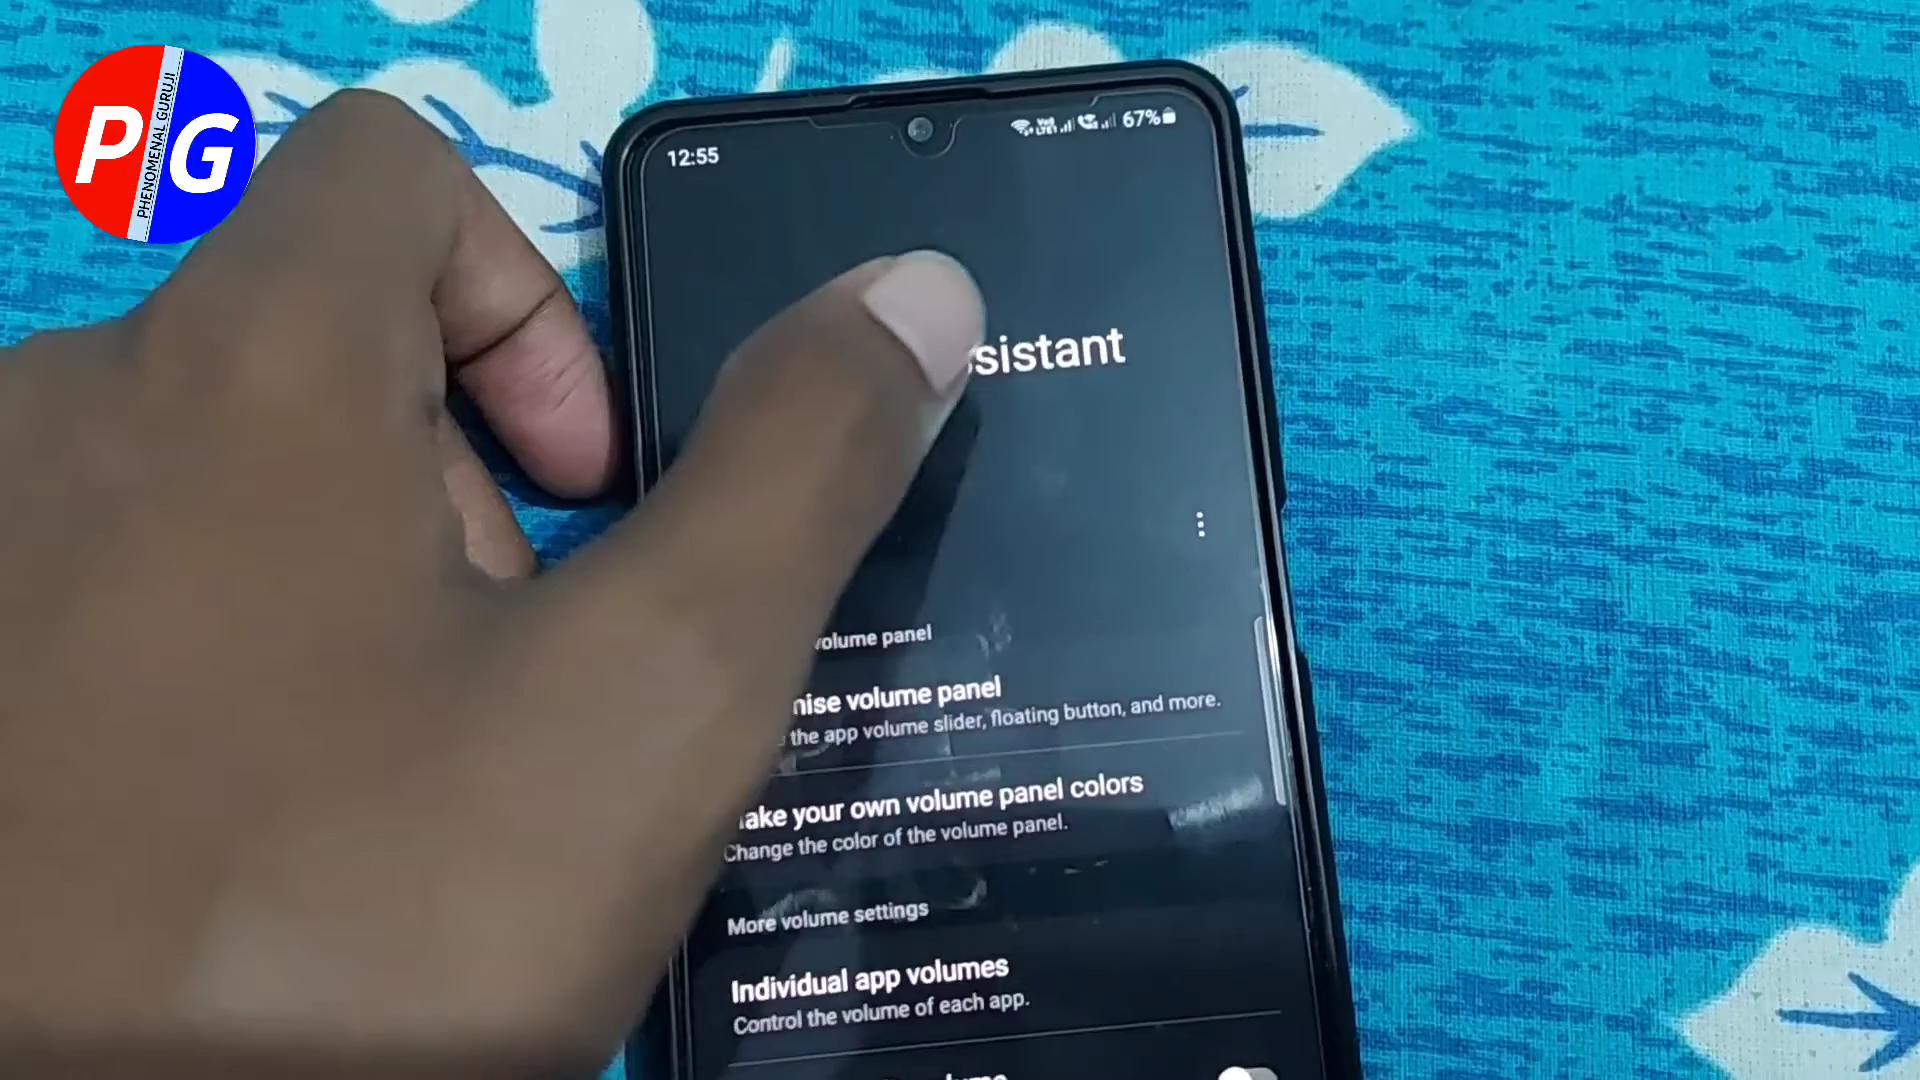 P G
PHENOMENAL GURUJI
12:55
67%
sistant
volume panel
nise volume panel
the app volume slider, floating button, and more.
ake your own volume panel colors
Change the color of the volume panel.
More volume settings
Individual app volumes
Control the volume of each app.